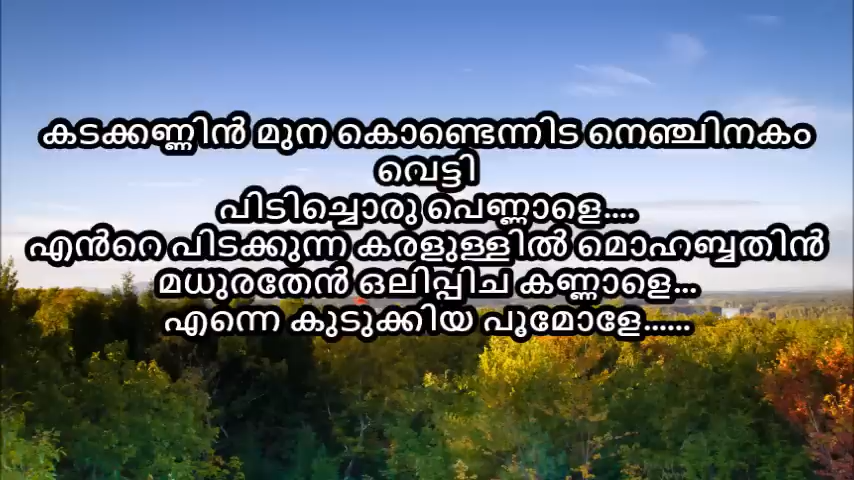 കടക്കണ്ണിൻ മുന കൊണ്ടെന്നിട നെഞ്ചിനകം
വെട്ടി
പിടിച്ചൊരു പെണ്ണാളെ....
എൻറെ പിടക്കുന്ന കരളുള്ളിൽ മൊഹബ്ബതിൻ
മധുരതേൻ ഒലിപ്പിച കണ്ണാളെ...
എന്നെ കുടുക്കിയ പൂമോളേ......